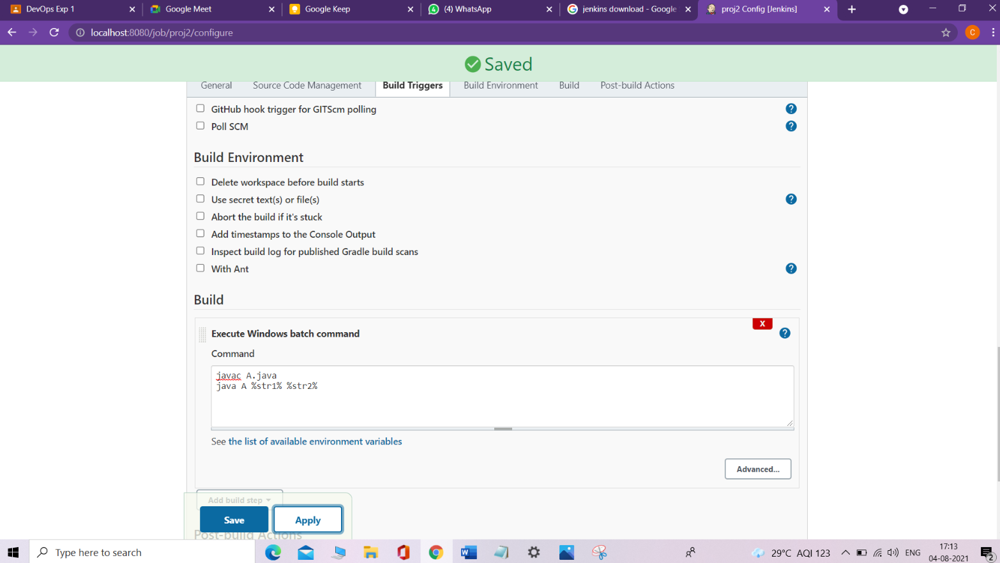 DevOps Exp 1
Google Meet
Google Keep
(4) WhatsApp
jenkins download - Google
proj2 Config [Jenkins]
localhost:8080/job/proj2/configure
C
Saved
General
Source Code Management
Build Triggers
Build Environment
Build
Post-build Actions
GitHub hook trigger for GITScm polling
Poll SCM
Build Environment
Delete workspace before build starts
Use secret text(s) or file(s)
Abort the build if it's stuck
Add timestamps to the Console Output
Inspect build log for published Gradle build scans
With Ant
Build
X
Execute Windows batch command
Command
javac A.java
java A %str1% %str2%
See the list of available environment variables
Advanced...
Add build step
Save
Apply
Post-build Actions
Type here to search
29°C AQI 123
ENG
17:13
04-08-2021
2